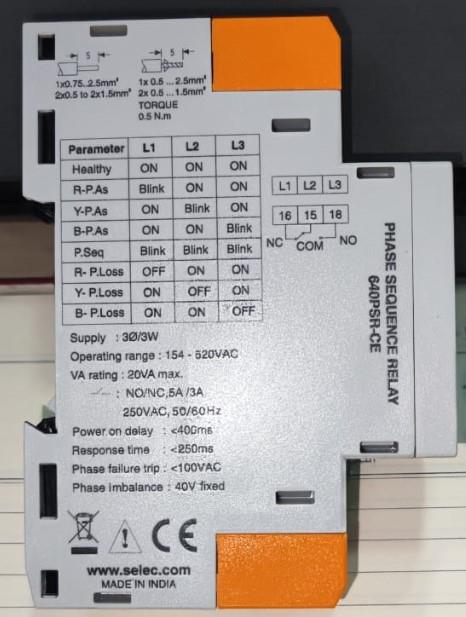 5 5
1x0.75..2.5mm² 1x 0.5 ...2.5mm²
2x0.5 to 2x1.5mm² 2x 0.5 ...1.5mm²
TORQUE
0.5 N.m
Parameter L1 L2 L3
Healthy ON ON ON
R-P.As Blink ON ON
Y-P.As ON Blink ON
B-P.As ON ON Blink
P.Seq Blink Blink Blink
R- P.Loss OFF ON ON
Y- P.Loss ON OFF ON
B- P.Loss ON ON OFF
L1 L2 L3
16 15 18
NC COM NO
PHASE SEQUENCE RELAY
640PSR-CE
Supply : 3Ø/3W
Operating range : 154 - 520VAC
VA rating : 20VA max.
: NO/NC,5A /3A
250VAC, 50/60Hz
Power on delay : <400ms
Response time : <250ms
Phase failure trip : <100VAC
Phase imbalance : 40V fixed
CE
www.selec.com
MADE IN INDIA